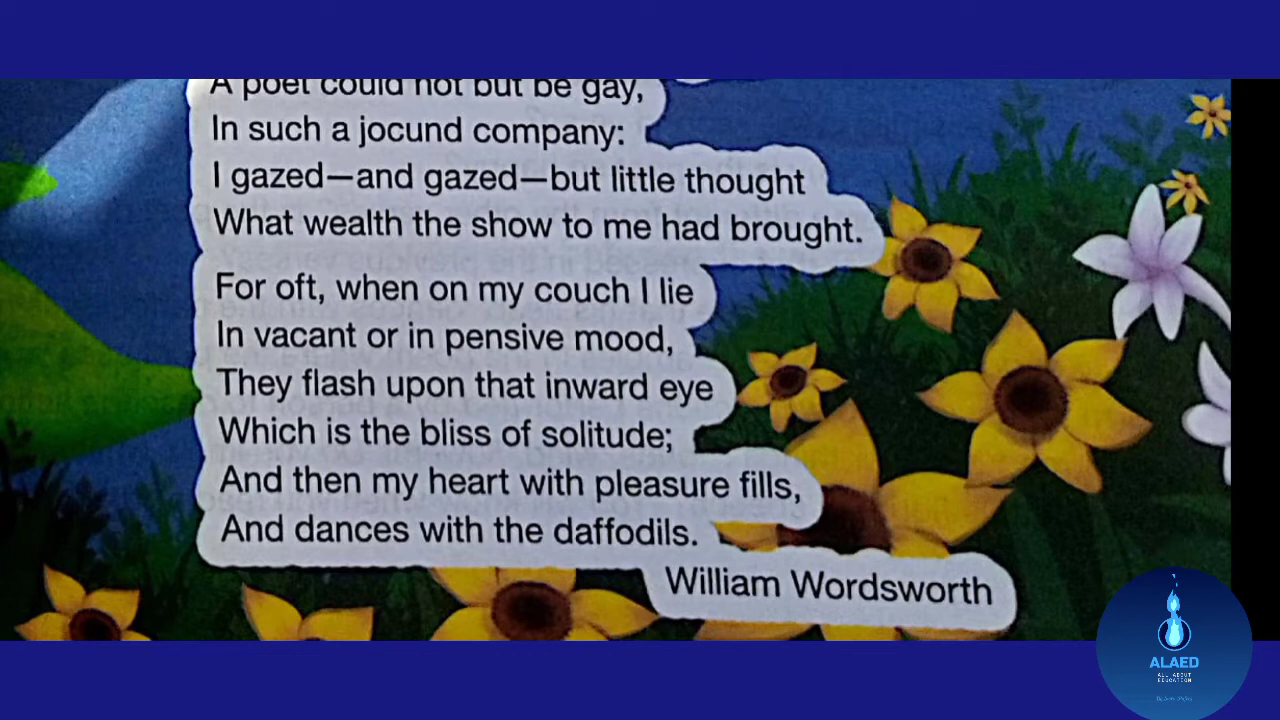 A poet could not but be gay,
In such a jocund company:
I gazed—and gazed—but little thought
What wealth the show to me had brought.
For oft, when on my couch I lie
In vacant or in pensive mood,
They flash upon that inward eye
Which is the bliss of solitude;
And then my heart with pleasure fills,
And dances with the daffodils.
William Wordsworth
ALAED
ALL ABOUT
EDUCATION